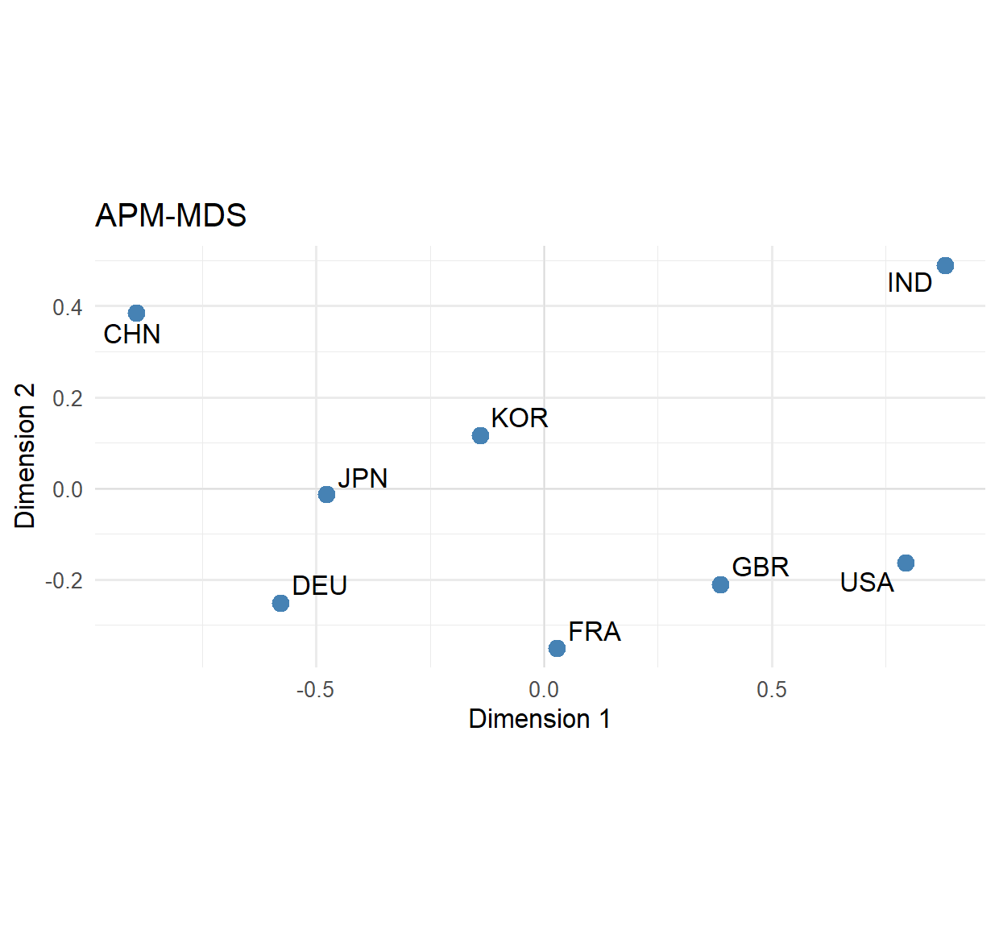 APM-MDS
IND
0.4
CHN
0.2
KOR
JPN
0.0
Dimension 2
GBR
-0.2
USA
DEU
FRA
-0.5
0.0
0.5
Dimension 1